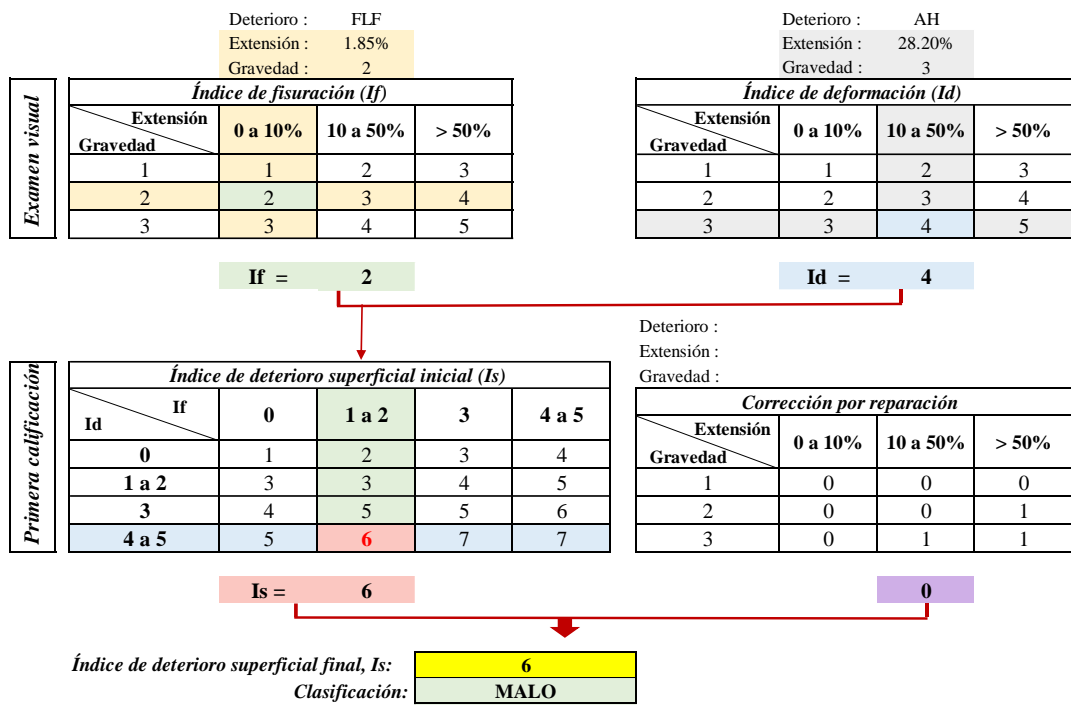 Deterioro : FLF
Extensión : 1.85%
Gravedad : 2
Deterioro : AH
Extensión : 28.20%
Gravedad : 3
Examen visual
Índice de fisuración (If)
Extensión
Gravedad
0 a 10% 10 a 50% > 50%
1 1 2 3
2 2 3 4
3 3 4 5
If = 2
Índice de deformación (Id)
Extensión
Gravedad
0 a 10% 10 a 50% > 50%
1 1 2 3
2 2 3 4
3 3 4 5
Id = 4
Primera calificación
Índice de deterioro superficial inicial (Is)
If
Id
0 1 a 2 3 4 a 5
0 1 2 3 4
1 a 2 3 3 4 5
3 4 5 5 6
4 a 5 5 6 7 7
Is = 6
Deterioro :
Extensión :
Gravedad :
Corrección por reparación
Extensión
Gravedad
0 a 10% 10 a 50% > 50%
1 0 0 0
2 0 0 1
3 0 1 1
0
Índice de deterioro superficial final, Is: 6
Clasificación: MALO